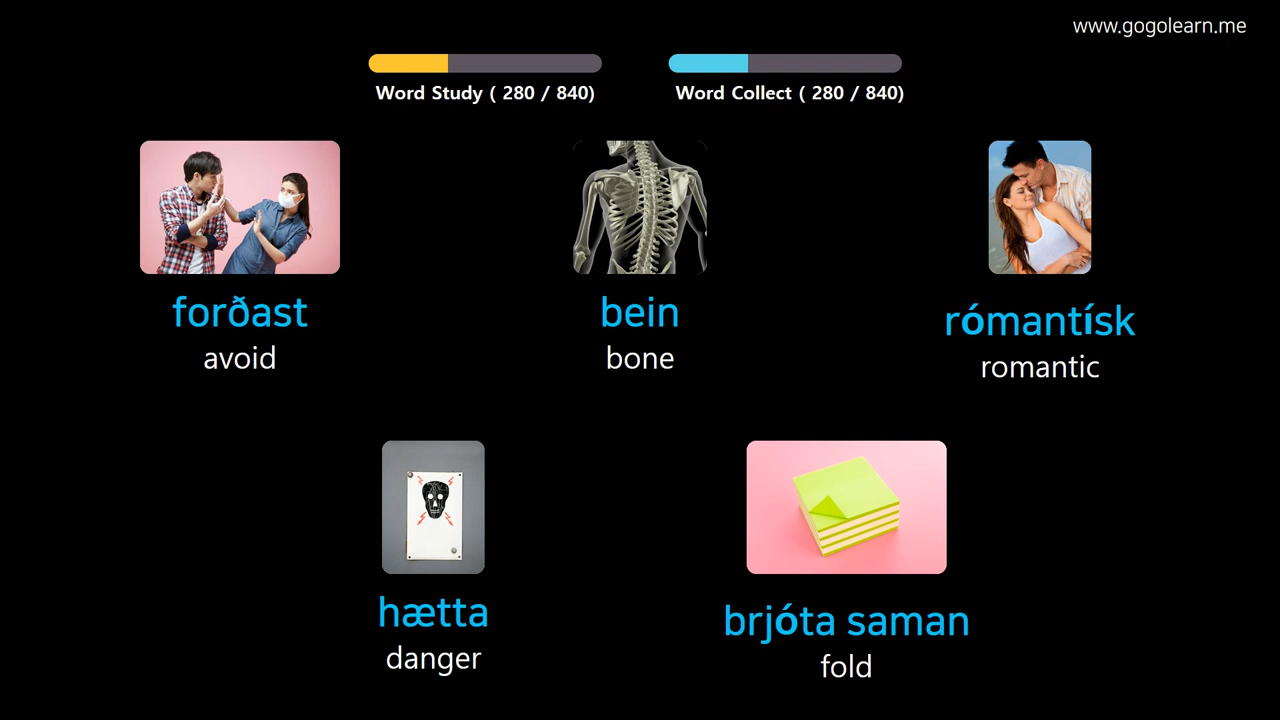 www.gogolearn.me
Word Study ( 280 / 840)
Word Collect ( 280 / 840)
forðast
avoid
bein
bone
rómantísk
romantic
hætta
danger
brjóta saman
fold